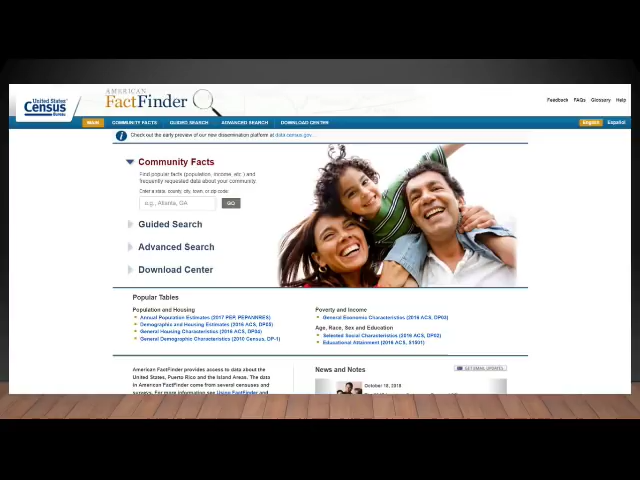 United States
Census
Bureau
AMERICAN
FactFinder
Feedback FAQs Glossary Help
MAIN COMMUNITY FACTS GUIDED SEARCH ADVANCED SEARCH DOWNLOAD CENTER
English Español
Check out the early preview of our new dissemination platform at data.census.gov.
Community Facts
Find popular facts (population, income, etc.) and
frequently requested data about your community.
Enter a state, county, city, town, or zip code:
e.g., Atlanta, GA GO
Guided Search
Advanced Search
Download Center
Popular Tables
Population and Housing
Annual Population Estimates (2017 PEP, PEPANNRES)
Demographic and Housing Estimates (2016 ACS, DP05)
General Housing Characteristics (2016 ACS, DP04)
General Demographic Characteristics (2010 Census, DP-1)
Poverty and Income
General Economic Characteristics (2016 ACS, DP03)
Age, Race, Sex and Education
Selected Social Characteristics (2016 ACS, DP02)
Educational Attainment (2016 ACS, S1501)
American FactFinder provides access to data about the
United States, Puerto Rico and the Island Areas. The data
in American FactFinder come from several censuses and
surveys. For more information see Using FactFinder and
News and Notes
GET EMAIL UPDATES
October 18, 2018